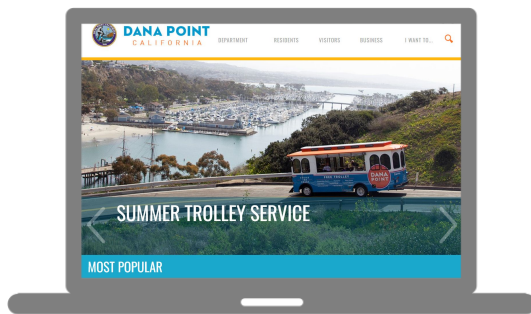 DANA POINT
CALIFORNIA
DEPARTMENT RESIDENTS VISITORS BUSINESS I WANT TO...
FREE TROLLEY
DANA POINT
SUMMER TROLLEY SERVICE
MOST POPULAR